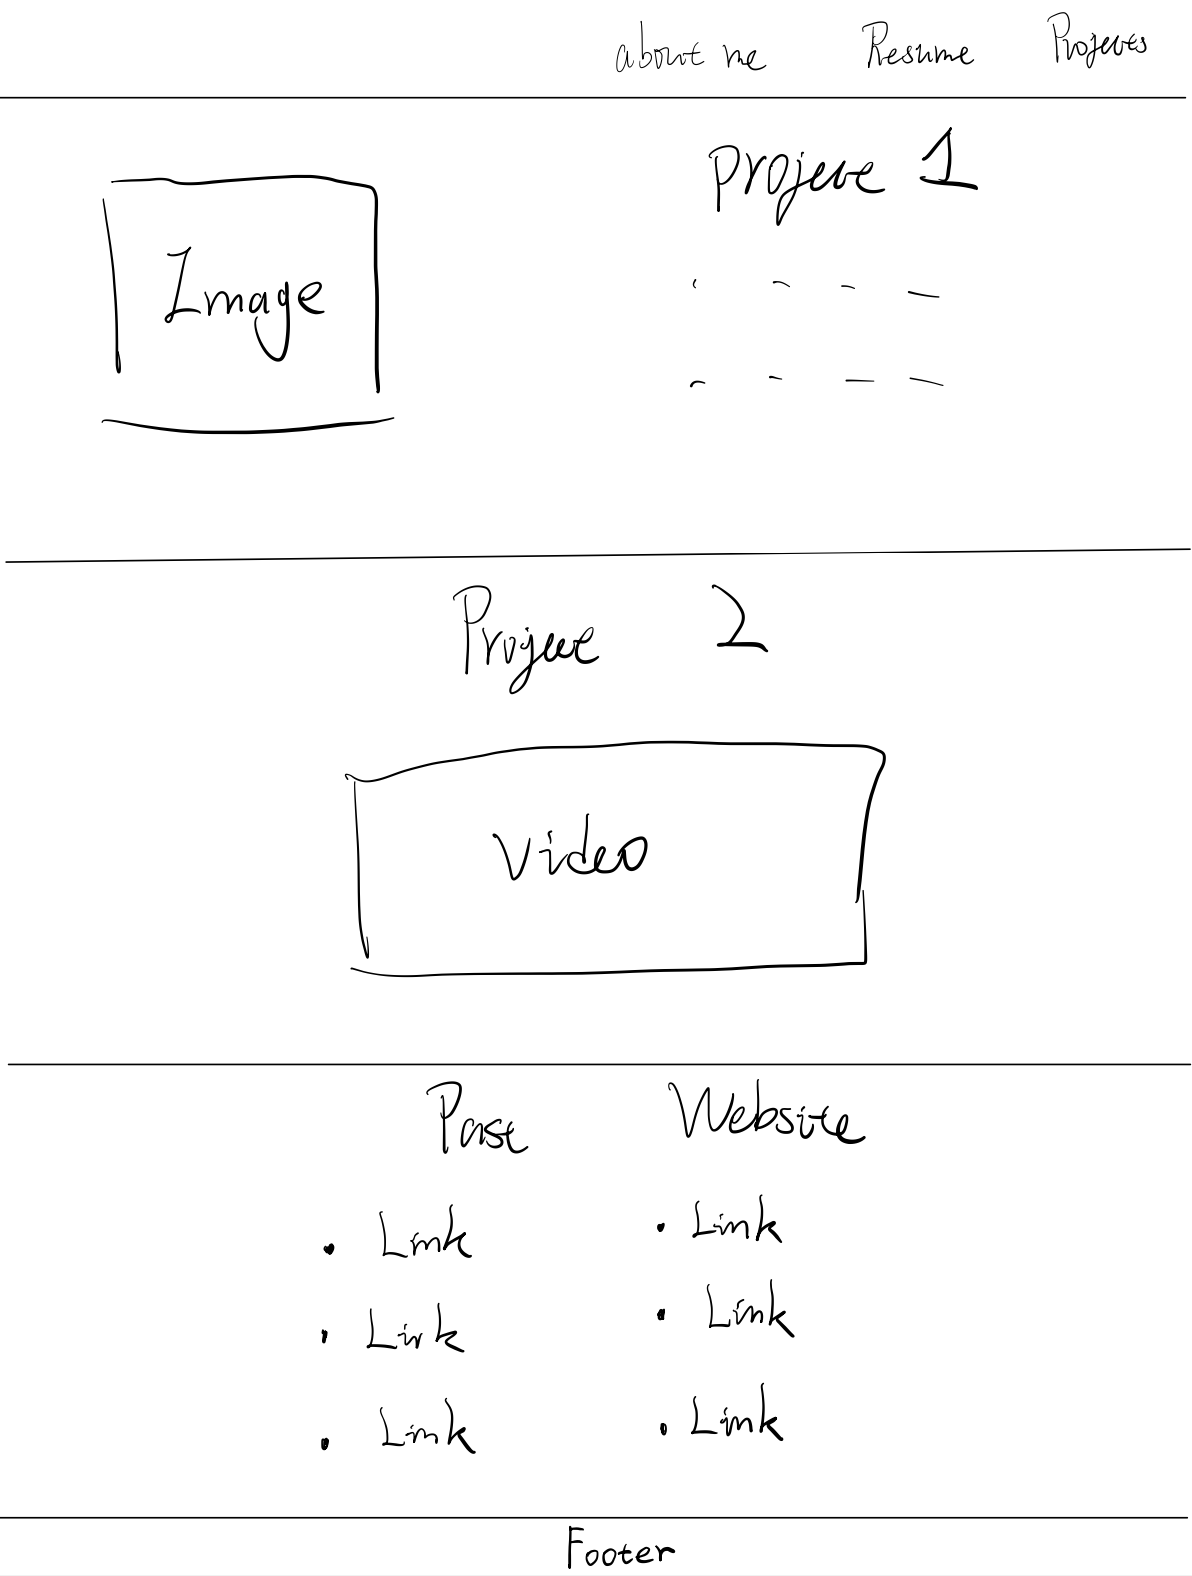 about me Resume Projects
Project 1
Image
Project 2
Video
Past Website
• Link • Link
• Link • Link
• Link • Link
Footer